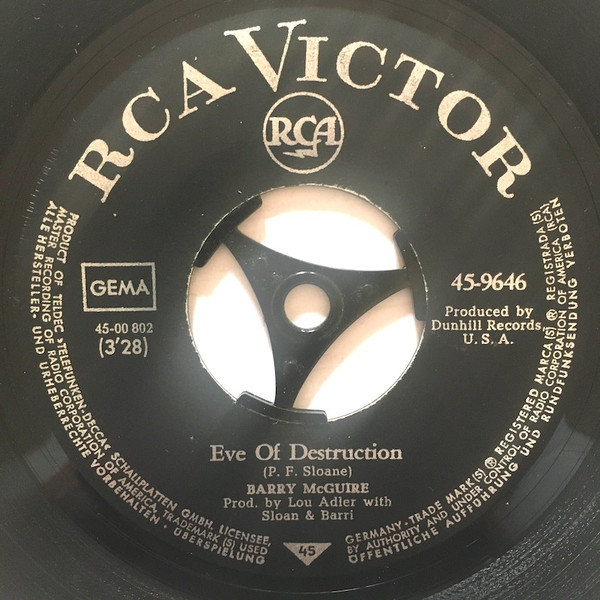 RCA VICTOR
RCA
GEMA
45-00 802
(3'28)
45-9646
Produced by
Dunhill Records,
U. S. A.
Eve Of Destruction
(P. F. Sloane)
BARRY McGUIRE
Prod. by Lou Adler with
Sloan & Barri
45
PRODUCT OF TELDEC »TELEFUNKEN-DECCA« SCHALLPLATTEN GMBH, LICENSEE,
MASTER RECORDING OF RADIO CORPORATION OF AMERICA, TRADEMARK (S) USED
ALLE HERSTELLER- UND URHEBERRECHTE VORBEHALTEN · ÜBERSPIELUNG
GERMANY · TRADE MARK(S) ® REGISTERED MARCA(S) ® REGISTRADA (S)
BY AUTHORITY AND UNDER CONTROL OF RADIO CORPORATION OF AMERICA (RCA)
ÖFFENTLICHE AUFFÜHRUNG UND RUNDFUNKSENDUNG VERBOTEN